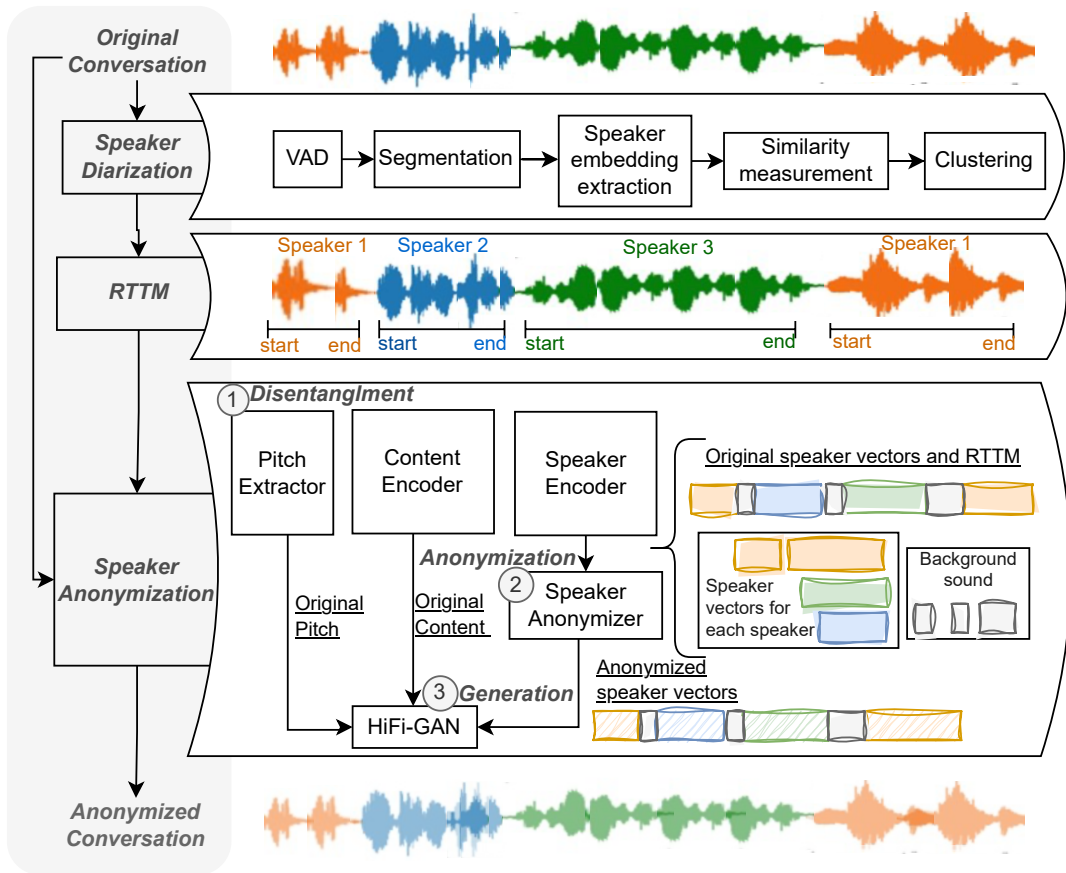 Original
Conversation
Speaker
Diarization
VAD
Segmentation
Speaker
embedding
extraction
Similarity
measurement
Clustering
RTTM
Speaker 1
Speaker 2
Speaker 3
Speaker 1
start
end
start
end
start
end
start
end
1
Disentanglment
Pitch
Extractor
Content
Encoder
Speaker
Encoder
Original speaker vectors and RTTM
Speaker
Anonymization
Anonymization
2
Speaker
Anonymizer
Original
Pitch
Original
Content
Speaker
vectors for
each speaker
Background
sound
Anonymized
speaker vectors
3
Generation
HiFi-GAN
Anonymized
Conversation